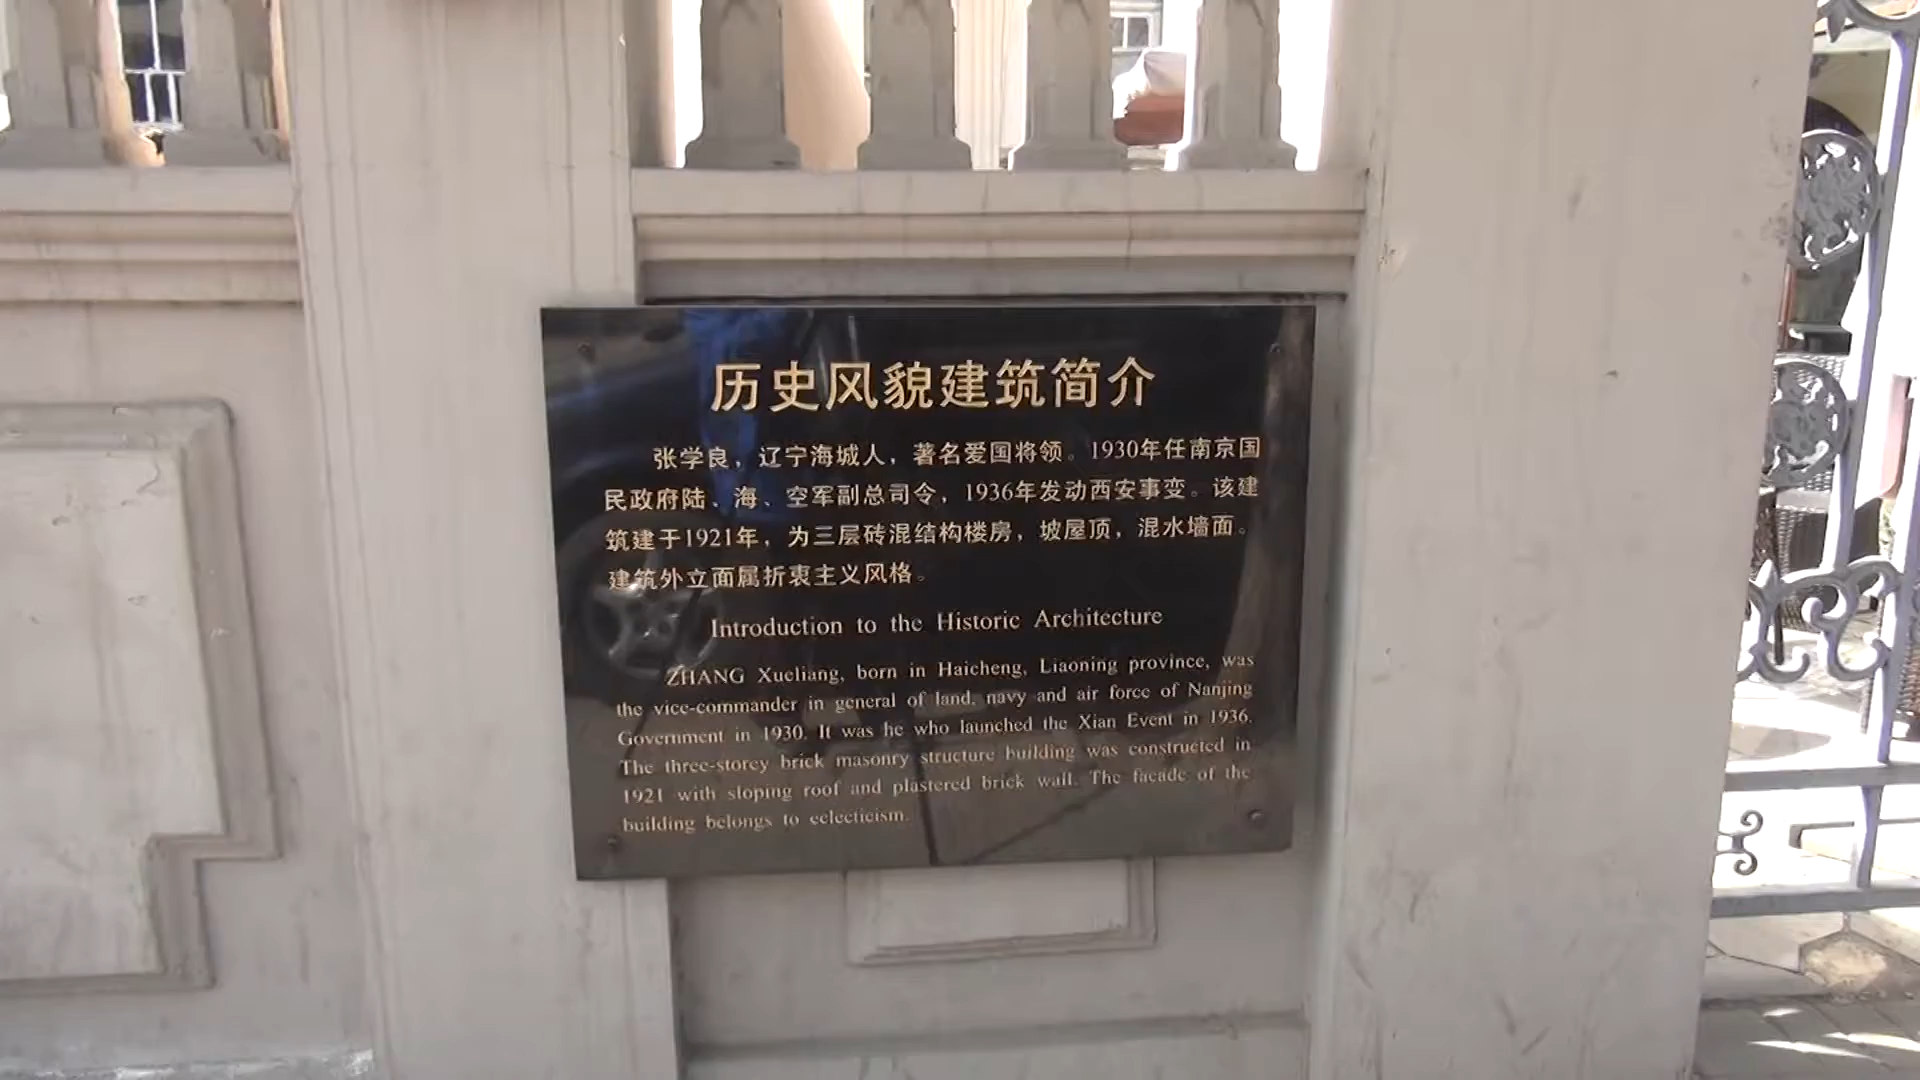 历史风貌建筑简介
张学良，辽宁海城人，著名爱国将领。1930年任南京国
民政府陆、海、空军副总司令，1936年发动西安事变。该建
筑建于1921年，为三层砖混结构楼房，坡屋顶，混水墙面。
建筑外立面属折衷主义风格。
Introduction to the Historic Architecture
ZHANG Xueliang, born in Haicheng, Liaoning province, was
the vice-commander in general of land, navy and air force of Nanjing
Government in 1930. It was he who launched the Xian Event in 1936.
The three-storey brick masonry structure building was constructed in
1921 with sloping roof and plastered brick wall. The facade of the
building belongs to eclecticism.